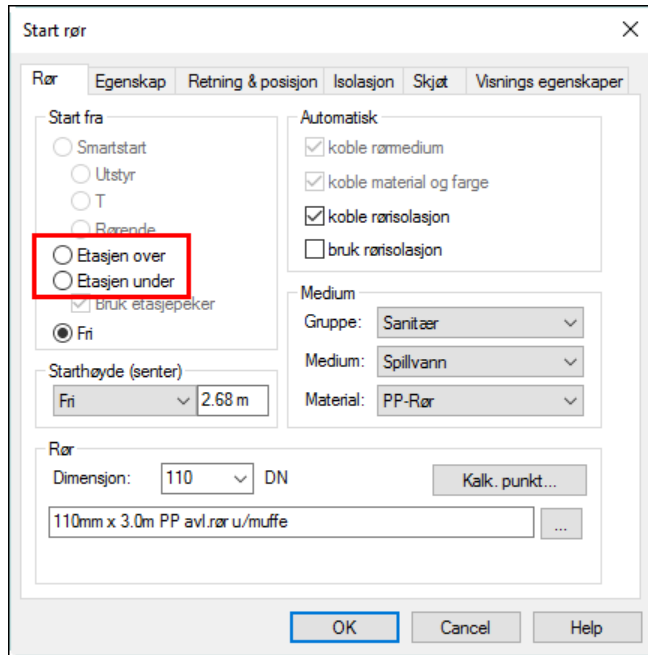 Start rør
Rør Egenskap Retning & posisjon Isolasjon Skjøt Visnings egenskaper
Start fra
Smartstart
Utstyr
T
Rørende
Etasjen over
Etasjen under
Bruk etasjepeker
Fri
Starthøyde (senter)
Fri 2.68 m
Automatisk
koble rørmedium
koble material og farge
koble rørisolasjon
bruk rørisolasjon
Medium
Gruppe: Sanitær
Medium: Spillvann
Material: PP-Rør
Rør
Dimensjon: 110 DN Kalk. punkt...
110mm x 3.0m PP avl.rør u/muffe ...
OK Cancel Help